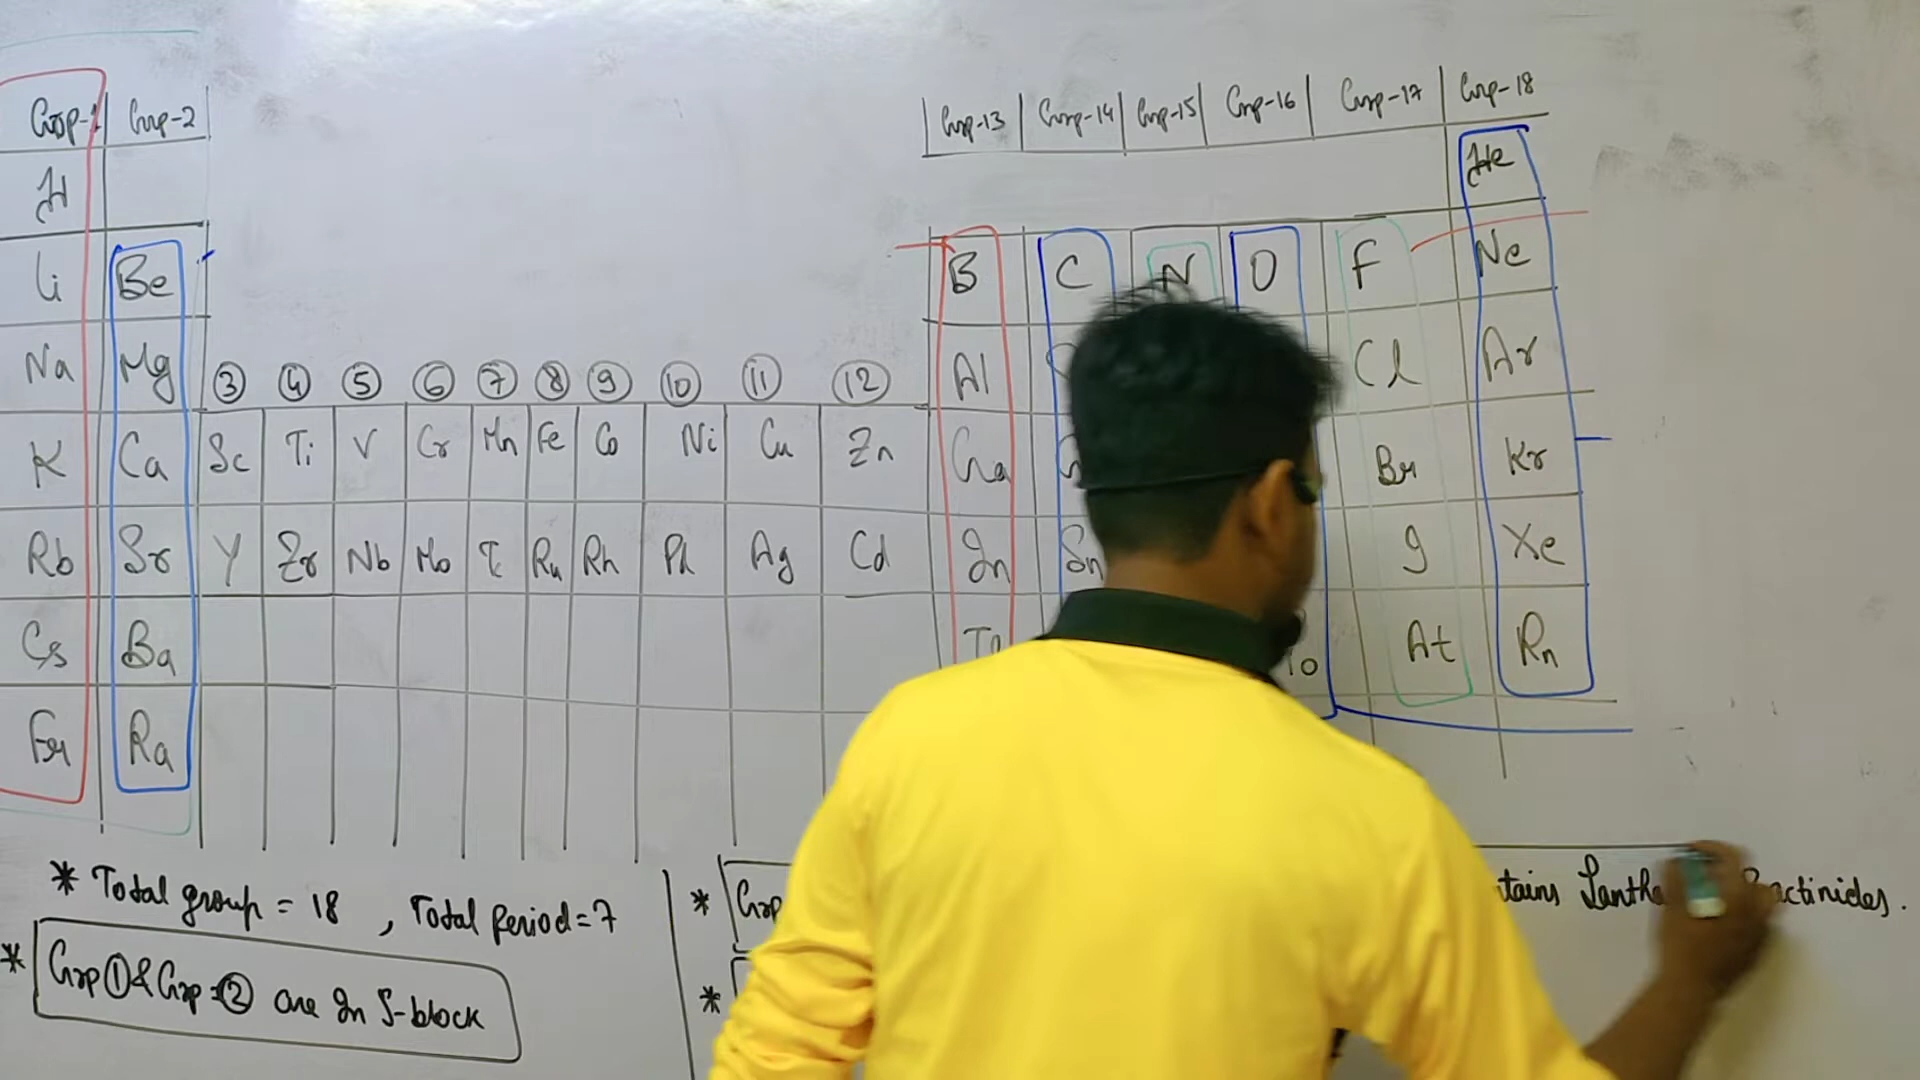 Grp-1 Grp-2 Grp-13 Grp-14 Grp-15 Grp-16 Grp-17 Grp-18
H He
Li Be B C N O F Ne
Na Mg 3 4 5 6 7 8 9 10 11 12 Al Cl Ar
K Ca Sc Ti V Cr Mn Fe Co Ni Cu Zn Ga Br Kr
Rb Sr Y Zr Nb Mo Ru Rh Ag Cd In Sn I Xe
Cs Ba Po At Rn
Fr Ra
* Total group = 18 , Total Period = 7
* Grp 1 & Grp-2 are In S-block
* Grp
*